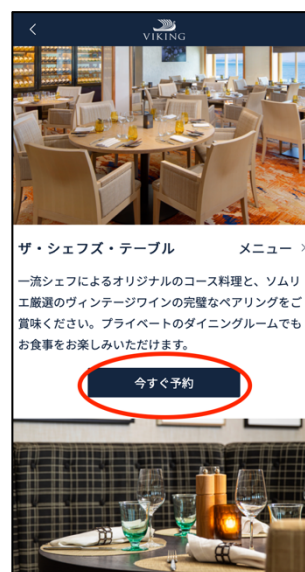 VIKING
ザ・シェフズ・テーブル メニュー
一流シェフによるオリジナルのコース料理と、ソムリ
エ厳選のヴィンテージワインの完璧なペアリングをご
賞味ください。プライベートのダイニングルームでも
お食事をお楽しみいただけます。
今すぐ予約